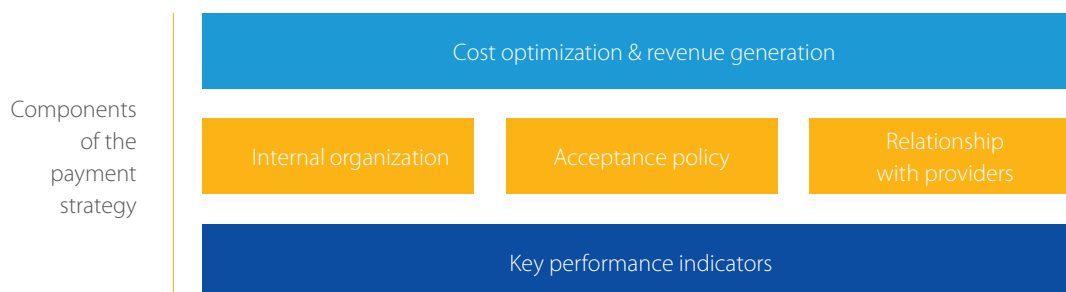 Components
of the
payment
strategy
Cost optimization & revenue generation
Internal organization
Acceptance policy
Relationship
with providers
Key performance indicators